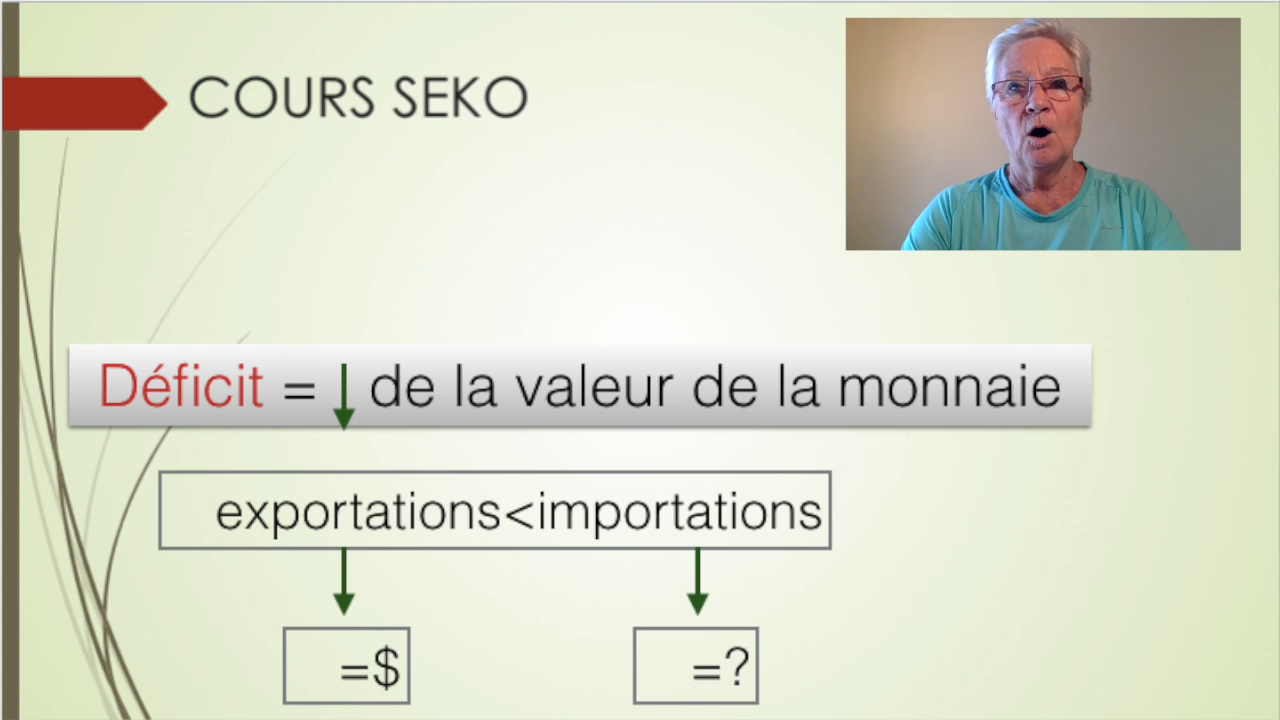 COURS SEKO
Déficit = ↓ de la valeur de la monnaie
exportations<importations
=$
=?